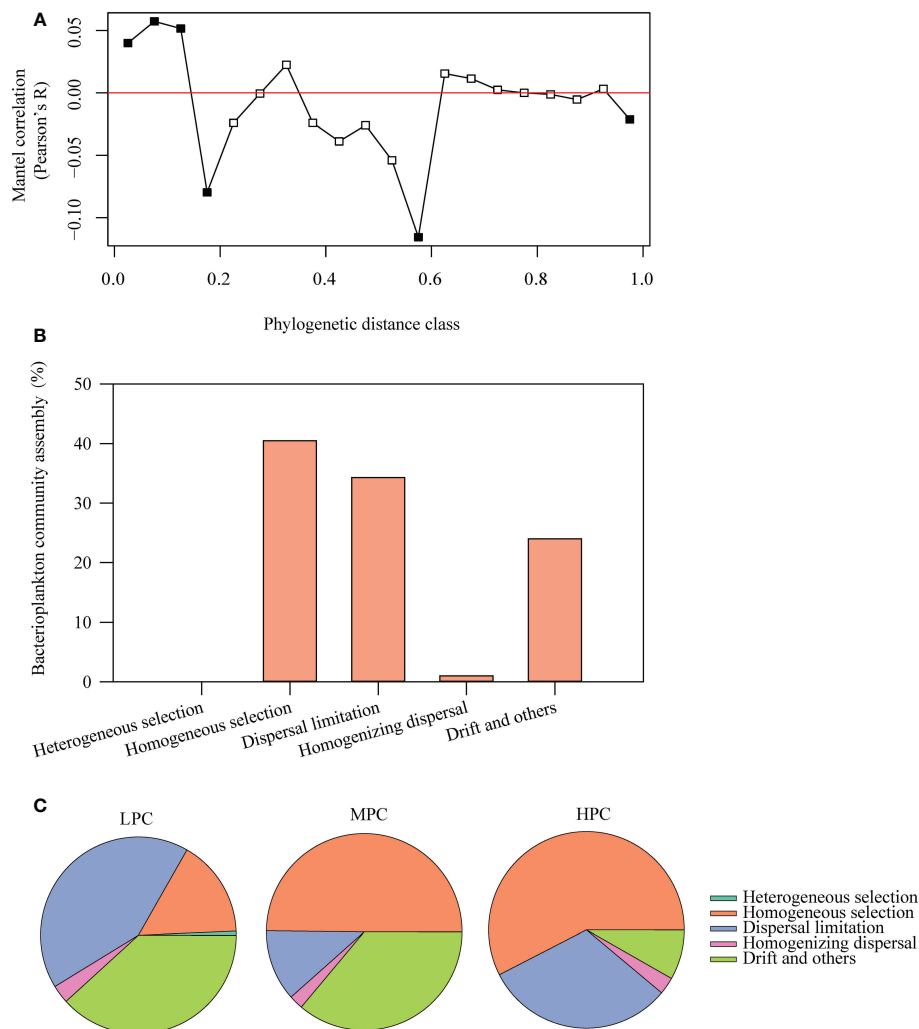 A
Mantel correlation
(Pearson's R)
0.05
0.00
−0.05
−0.10
0.0
0.2
0.4
0.6
0.8
1.0
Phylogenetic distance class
B
Bacterioplankton community assembly (%)
50
40
30
20
10
0
Heterogeneous selection
Homogeneous selection
Dispersal limitation
Homogenizing dispersal
Drift and others
C
LPC
MPC
HPC
Heterogeneous selection
Homogeneous selection
Dispersal limitation
Homogenizing dispersal
Drift and others